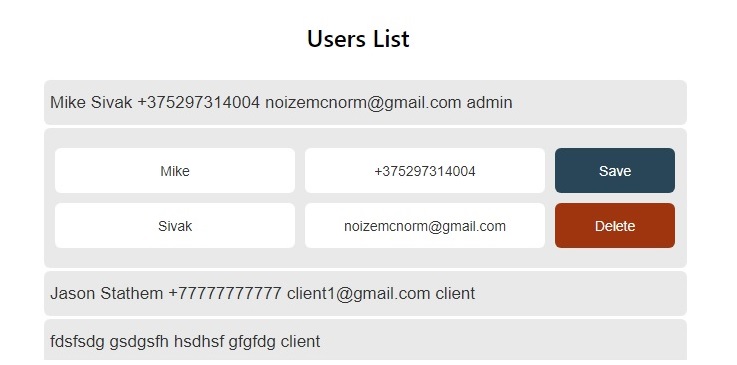 Users List
Mike Sivak +375297314004 noizemcnorm@gmail.com admin
Mike +375297314004 Save
Sivak noizemcnorm@gmail.com Delete
Jason Stathem +77777777777 client1@gmail.com client
fdsfsdg gsdgsfh hsdhsf gfgfdg client